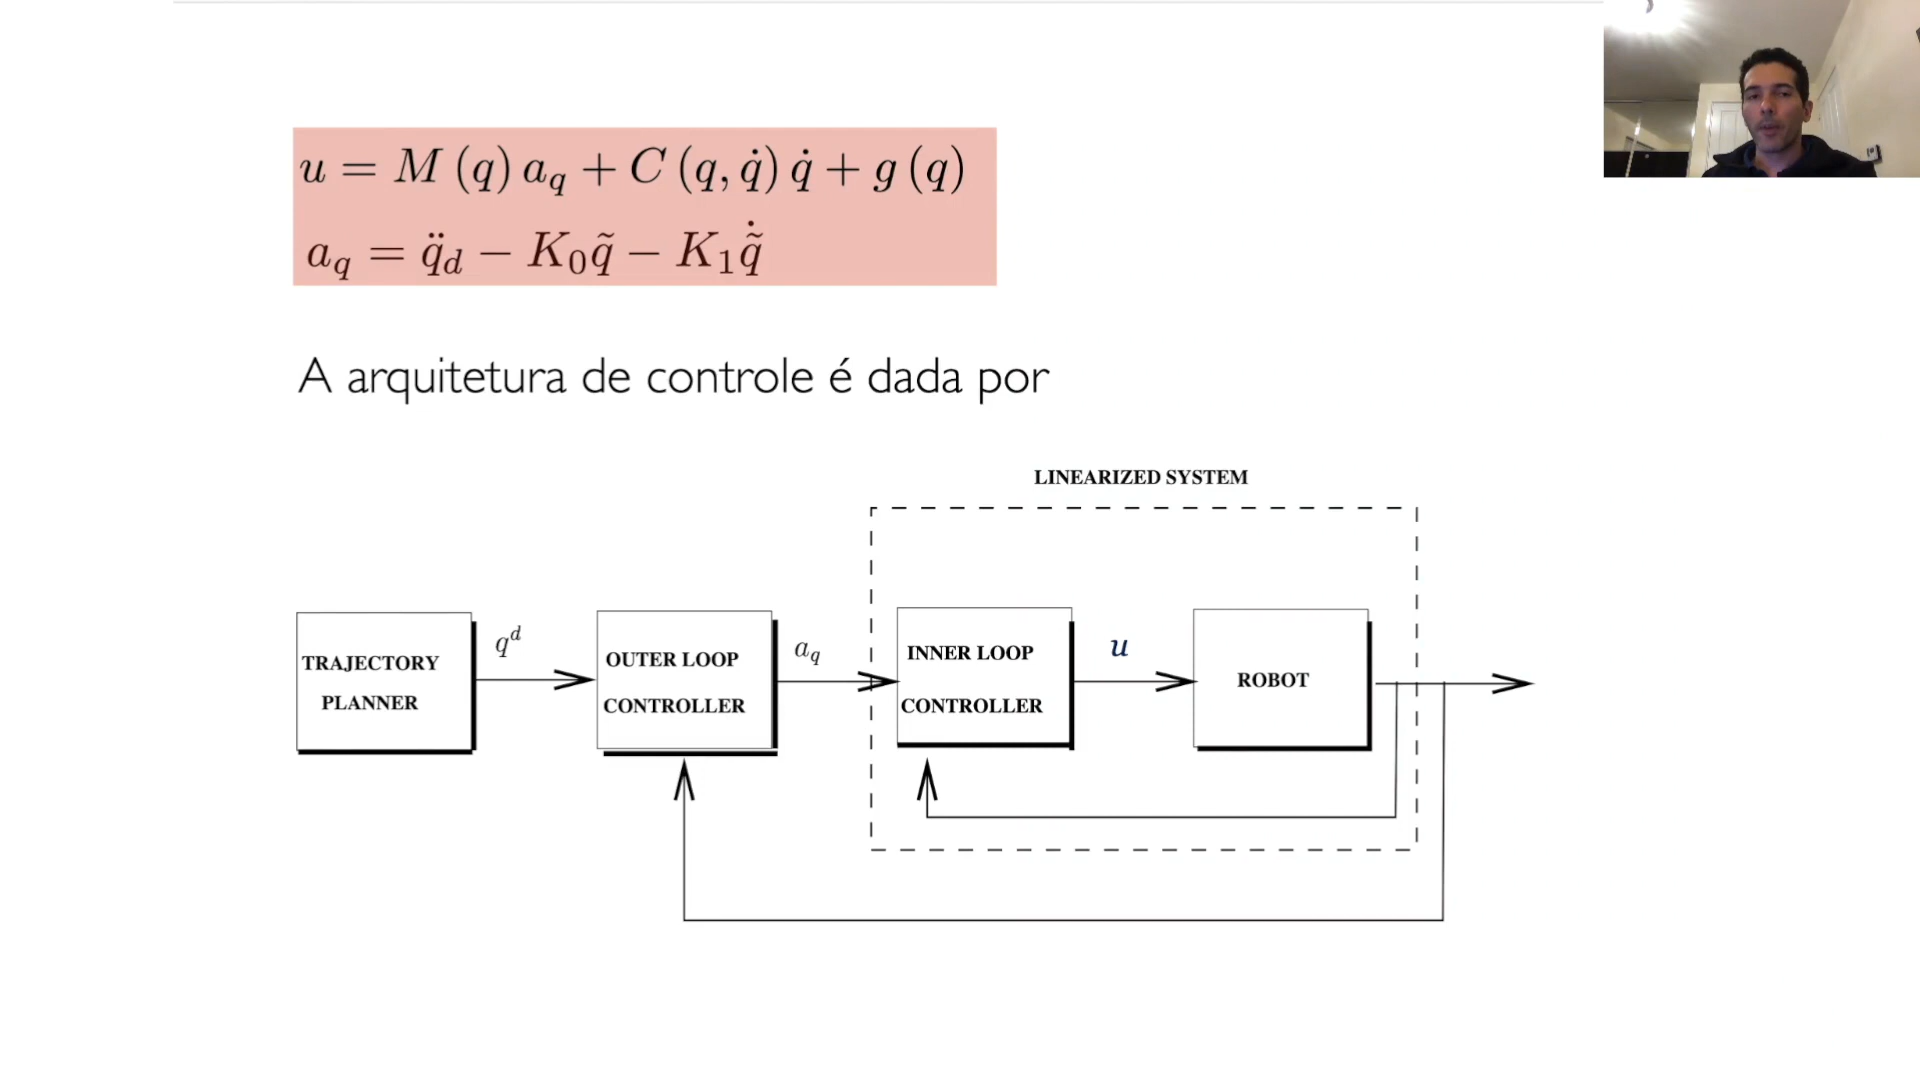 u = M (q) a_q + C (q, q̇) q̇ + g (q)
a_q = q̈_d − K_0 q̃ − K_1 q̃̇
A arquitetura de controle é dada por
LINEARIZED SYSTEM
TRAJECTORY
PLANNER
q^d
OUTER LOOP
CONTROLLER
a_q
INNER LOOP
CONTROLLER
u
ROBOT